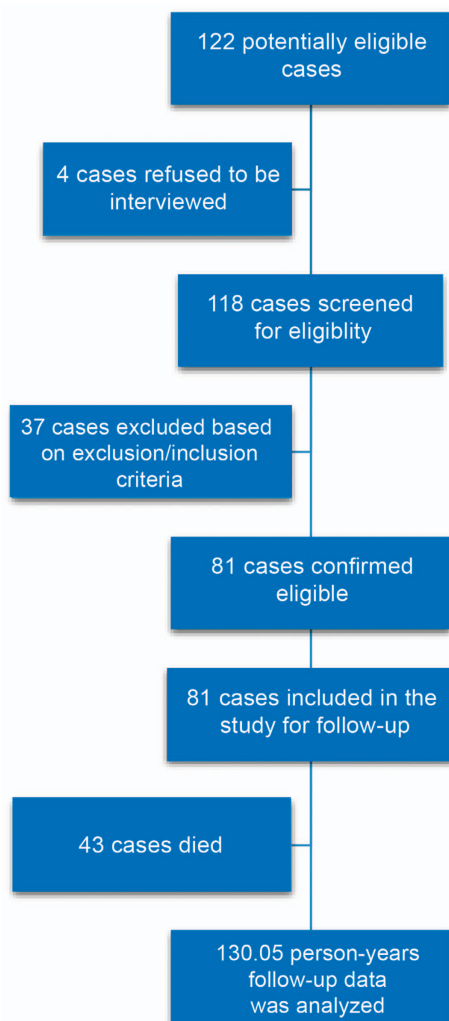 122 potentially eligible
cases
4 cases refused to be
interviewed
118 cases screened
for eligiblity
37 cases excluded based
on exclusion/inclusion
criteria
81 cases confirmed
eligible
81 cases included in the
study for follow-up
43 cases died
130.05 person-years
follow-up data
was analyzed